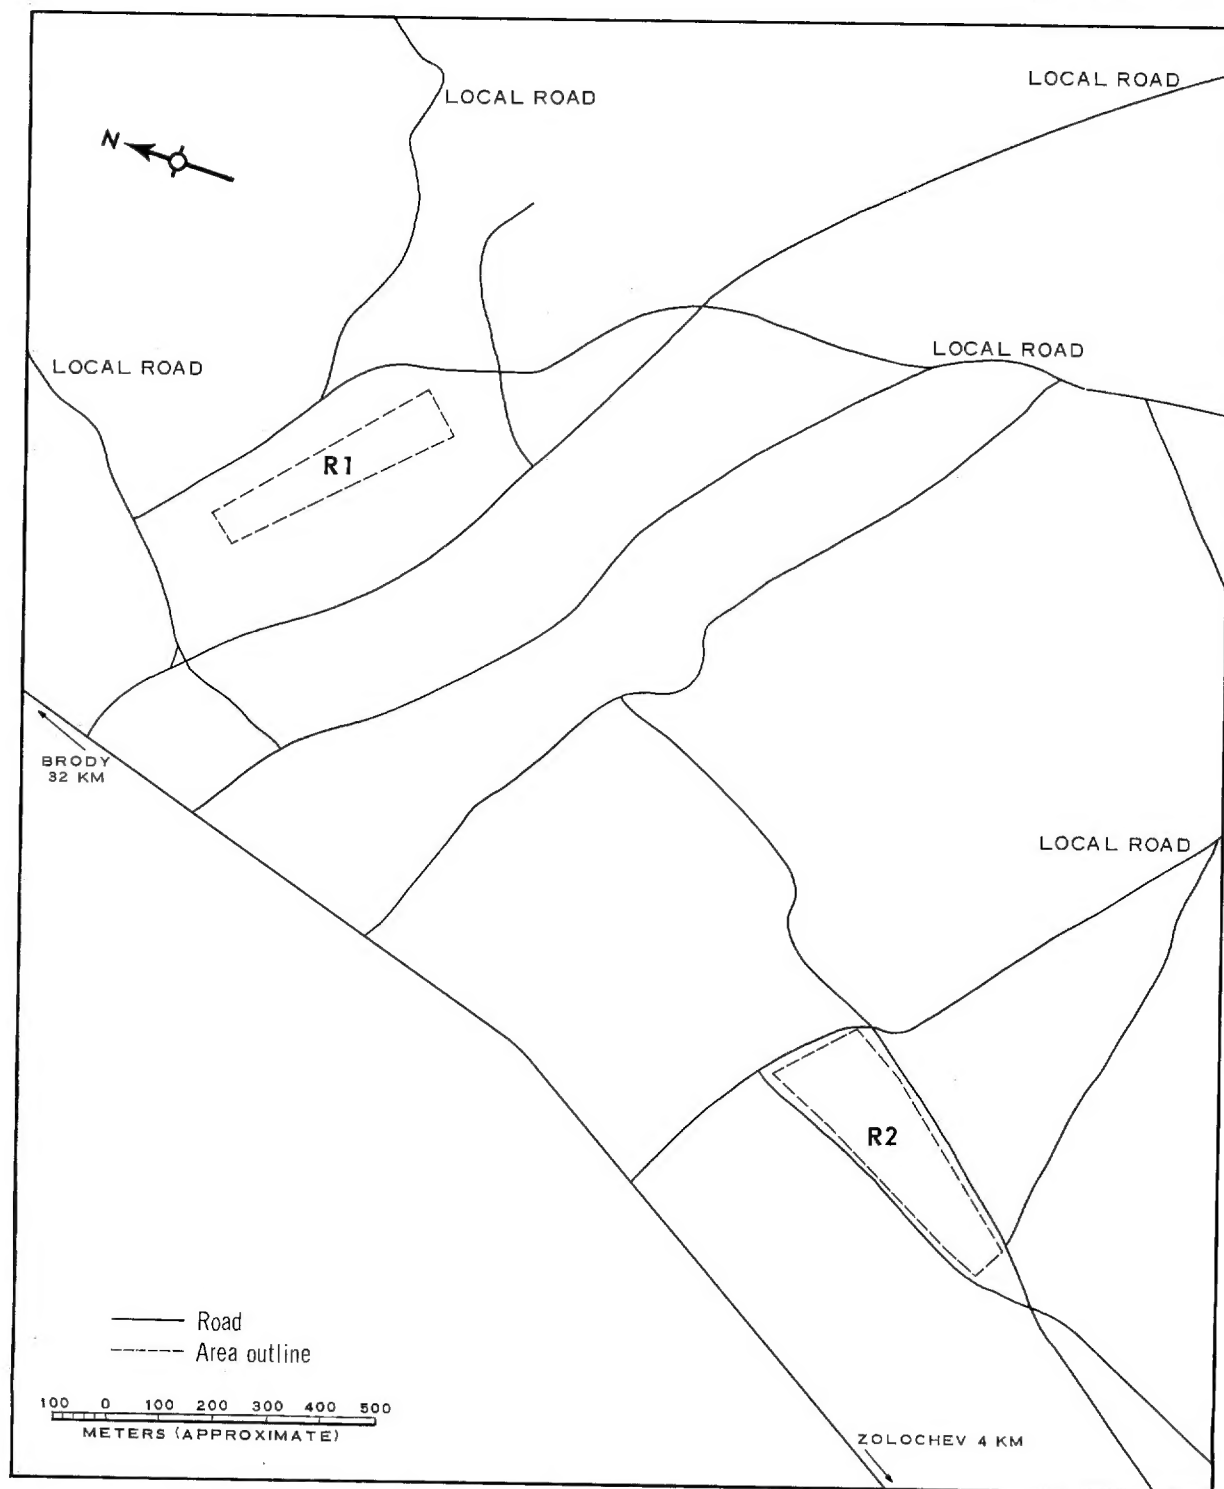 LOCAL ROAD
LOCAL ROAD
N
LOCAL ROAD
LOCAL ROAD
R1
BRODY
32 KM
LOCAL ROAD
R2
Road
Area outline
100 0 100 200 300 400 500
METERS (APPROXIMATE)
ZOLOCHEV 4 KM